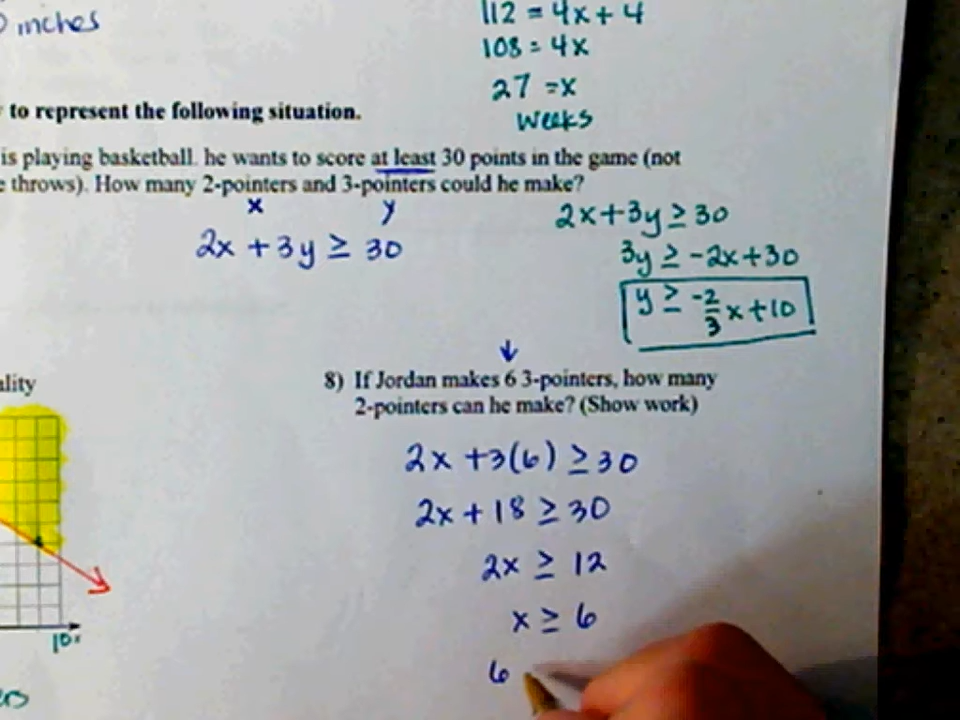 inches
112 = 4x + 4
108 = 4x
27 = x
weeks
to represent the following situation.
is playing basketball. he wants to score at least 30 points in the game (not
throws). How many 2-pointers and 3-pointers could he make?
x y
2x + 3y ≥ 30
2x + 3y ≥ 30
3y ≥ -2x + 30
y ≥ -2/3 x + 10
8) If Jordan makes 6 3-pointers, how many
2-pointers can he make? (Show work)
2x + 3(6) ≥ 30
2x + 18 ≥ 30
2x ≥ 12
x ≥ 6
6
10